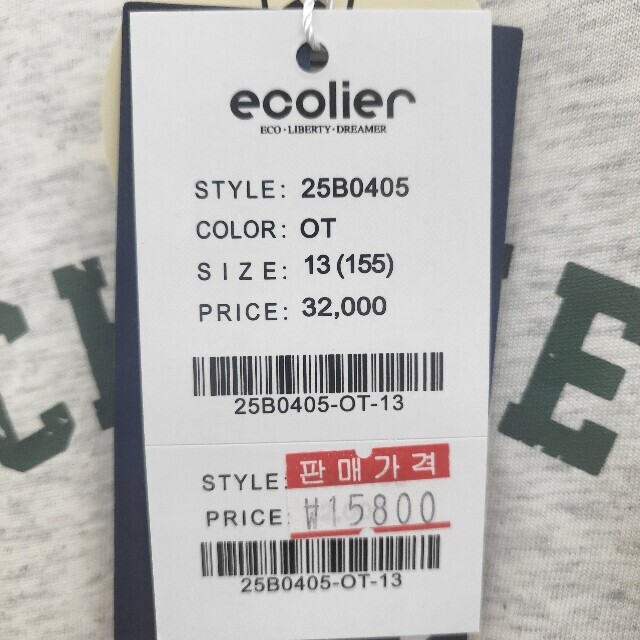 ecolier
ECO·LIBERTY·DREAMER
STYLE: 25B0405
COLOR: OT
SIZE: 13(155)
PRICE: 32,000
25B0405-OT-13
STYLE: 판매가격
PRICE: ₩15800
25B0405-OT-13